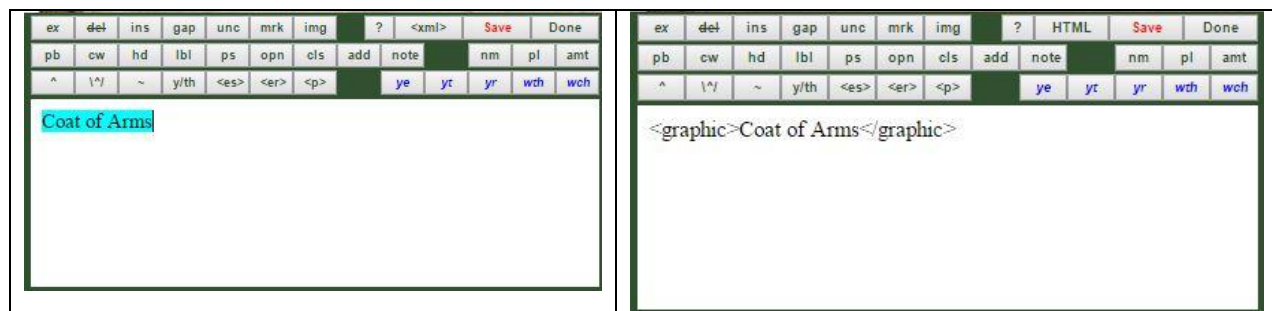 ex del ins gap unc mrk img ? <xml> Save Done
pb cw hd lbl ps opn cls add note nm pl amt
^ \^/ ~ y/th <es> <er> <p> ye yt yr wth wch
Coat of Arms
ex del ins gap unc mrk img ? HTML Save Done
pb cw hd lbl ps opn cls add note nm pl amt
^ \^/ ~ y/th <es> <er> <p> ye yt yr wth wch
<graphic>Coat of Arms</graphic>